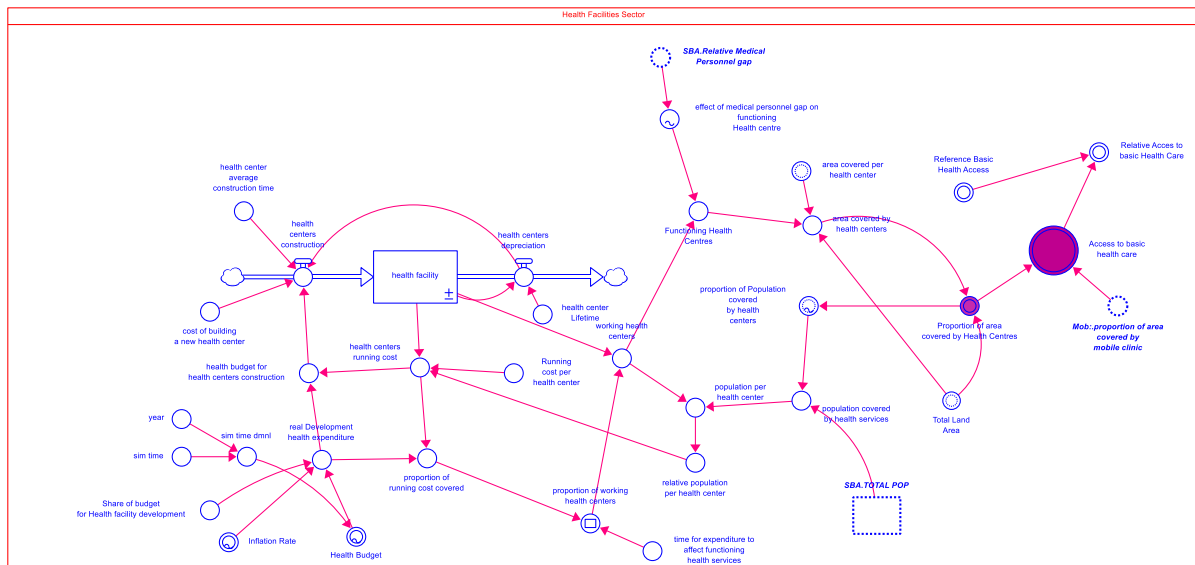 Health Facilities Sector
SBA.Relative Medical
Personnel gap
effect of medical personnel gap on
functioning
Health centre
health center
average
construction time
area covered per
health center
Reference Basic
Health Access
Relative Acces to
basic Health Care
health
centers
construction
health centers
depreciation
Functioning Health
Centres
area covered by
health centers
Access to basic
health care
health facility
±
cost of building
a new health center
health center
Lifetime
working health
centers
proportion of Population
covered
by health
centers
Proportion of area
covered by Health Centres
Mob:.proportion of area
covered by
mobile clinic
health budget for
health centers construction
health centers
running cost
Running
cost per
health center
population per
health center
population covered
by health services
Total Land
Area
year
sim time dmnl
sim time
real Development
health expenditure
proportion of
running cost covered
relative population
per health center
proportion of working
health centers
SBA.TOTAL POP
Share of budget
for Health facility development
Inflation Rate
Health Budget
time for expenditure to
affect functioning
health services